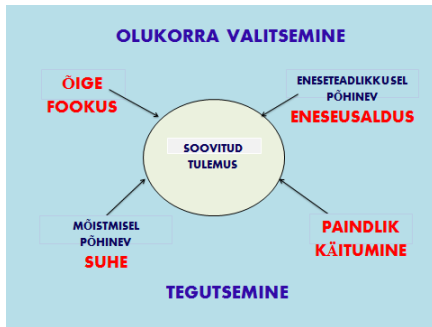 OLUKORRA VALITSEMINE
ÕIGE
FOOKUS
ENESETEADLIKKUSEL
PÕHINEV
ENESEUSALDUS
SOOVITUD
TULEMUS
MÕISTMISEL
PÕHINEV
SUHE
PAINDLIK
KÄITUMINE
TEGUTSEMINE